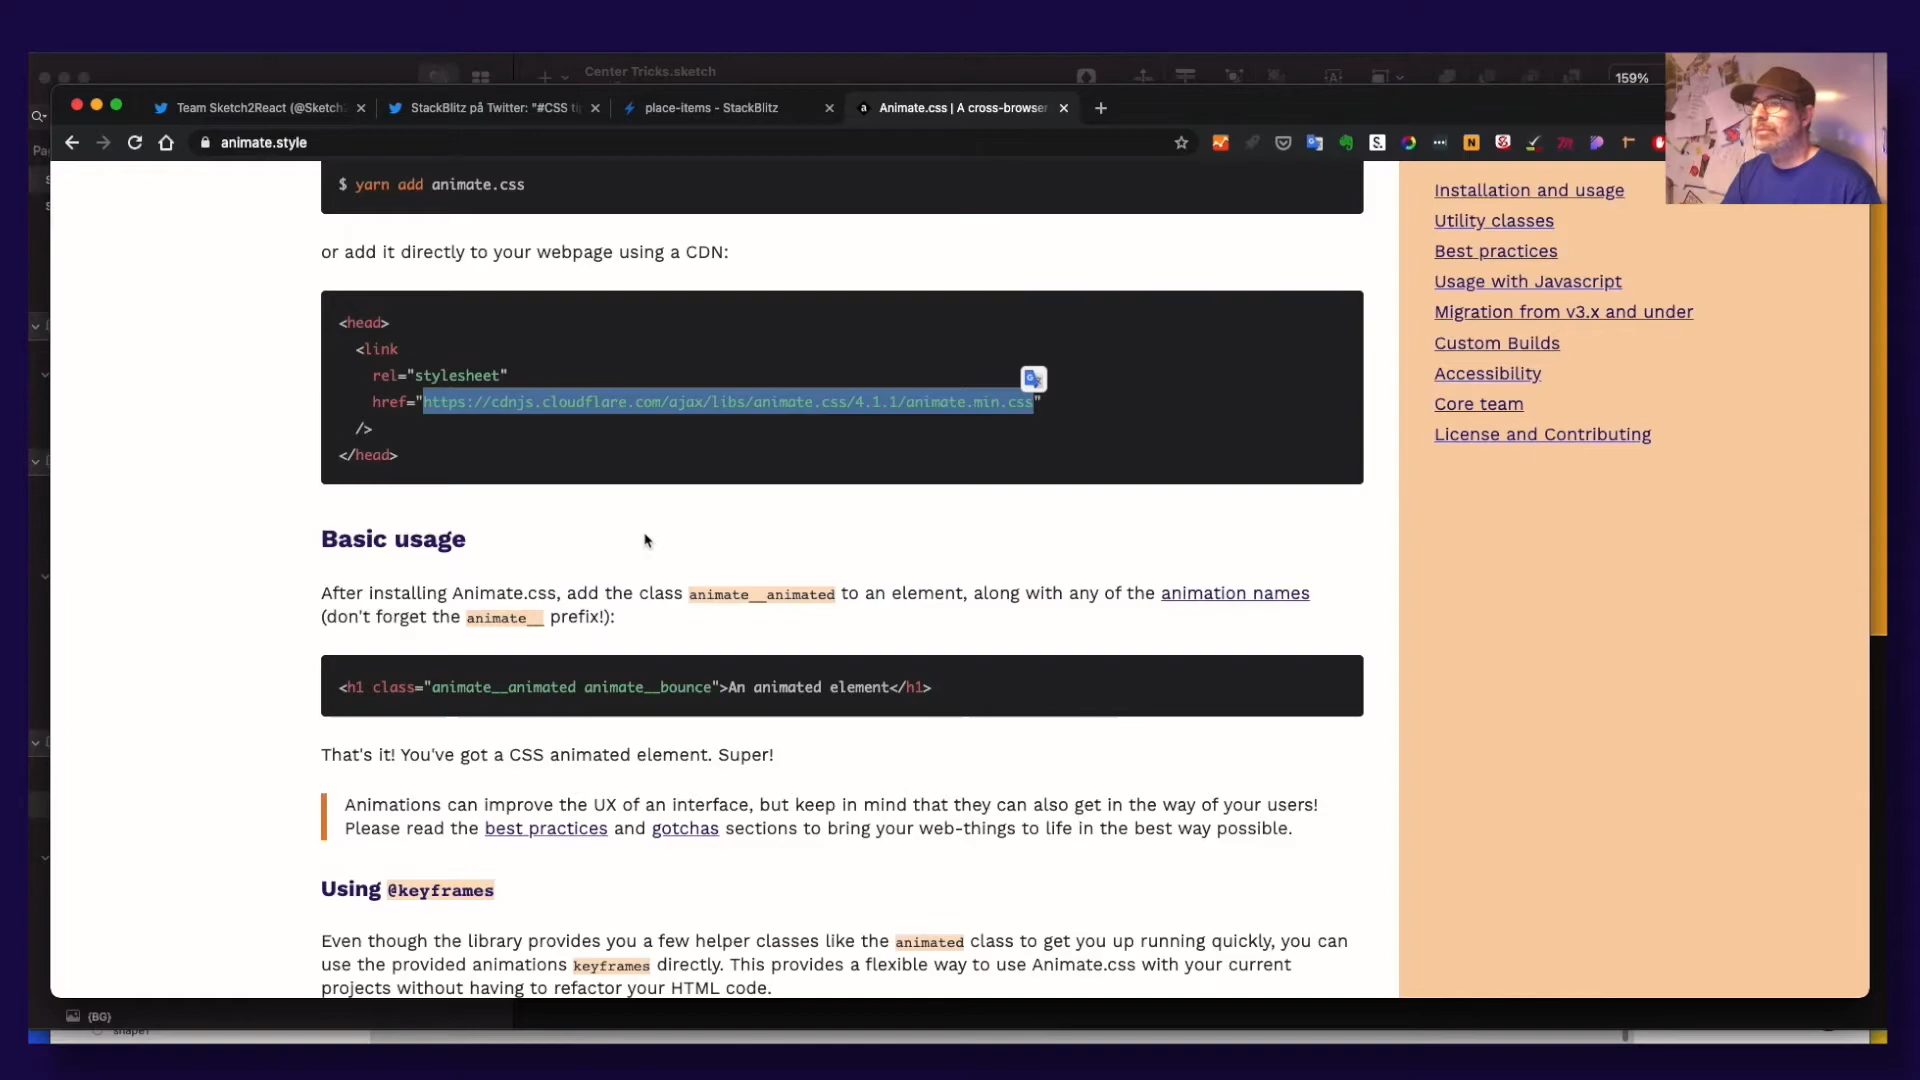 Center Tricks.sketch
159%
Team Sketch2React (@Sketch2
StackBlitz på Twitter: "#CSS ti
place-items - StackBlitz
Animate.css | A cross-browser
animate.style
$ yarn add animate.css
or add it directly to your webpage using a CDN:
<head>
<link
rel="stylesheet"
href="https://cdnjs.cloudflare.com/ajax/libs/animate.css/4.1.1/animate.min.css"
/>
</head>
Basic usage
After installing Animate.css, add the class animate__animated to an element, along with any of the animation names
(don't forget the animate__ prefix!):
<h1 class="animate__animated animate__bounce">An animated element</h1>
That's it! You've got a CSS animated element. Super!
Animations can improve the UX of an interface, but keep in mind that they can also get in the way of your users!
Please read the best practices and gotchas sections to bring your web-things to life in the best way possible.
Using @keyframes
Even though the library provides you a few helper classes like the animated class to get you up running quickly, you can
use the provided animations keyframes directly. This provides a flexible way to use Animate.css with your current
projects without having to refactor your HTML code.
Installation and usage
Utility classes
Best practices
Usage with Javascript
Migration from v3.x and under
Custom Builds
Accessibility
Core team
License and Contributing
{BG}
shape1